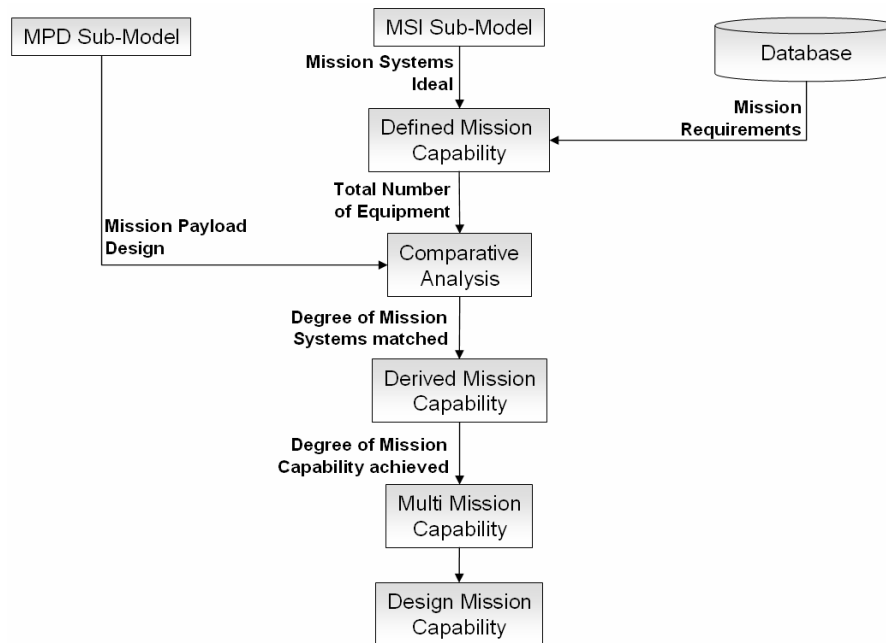 MPD Sub-Model
MSI Sub-Model
Database
Mission Systems
Ideal
Mission
Requirements
Defined Mission
Capability
Total Number
of Equipment
Mission Payload
Design
Comparative
Analysis
Degree of Mission
Systems matched
Derived Mission
Capability
Degree of Mission
Capability achieved
Multi Mission
Capability
Design Mission
Capability